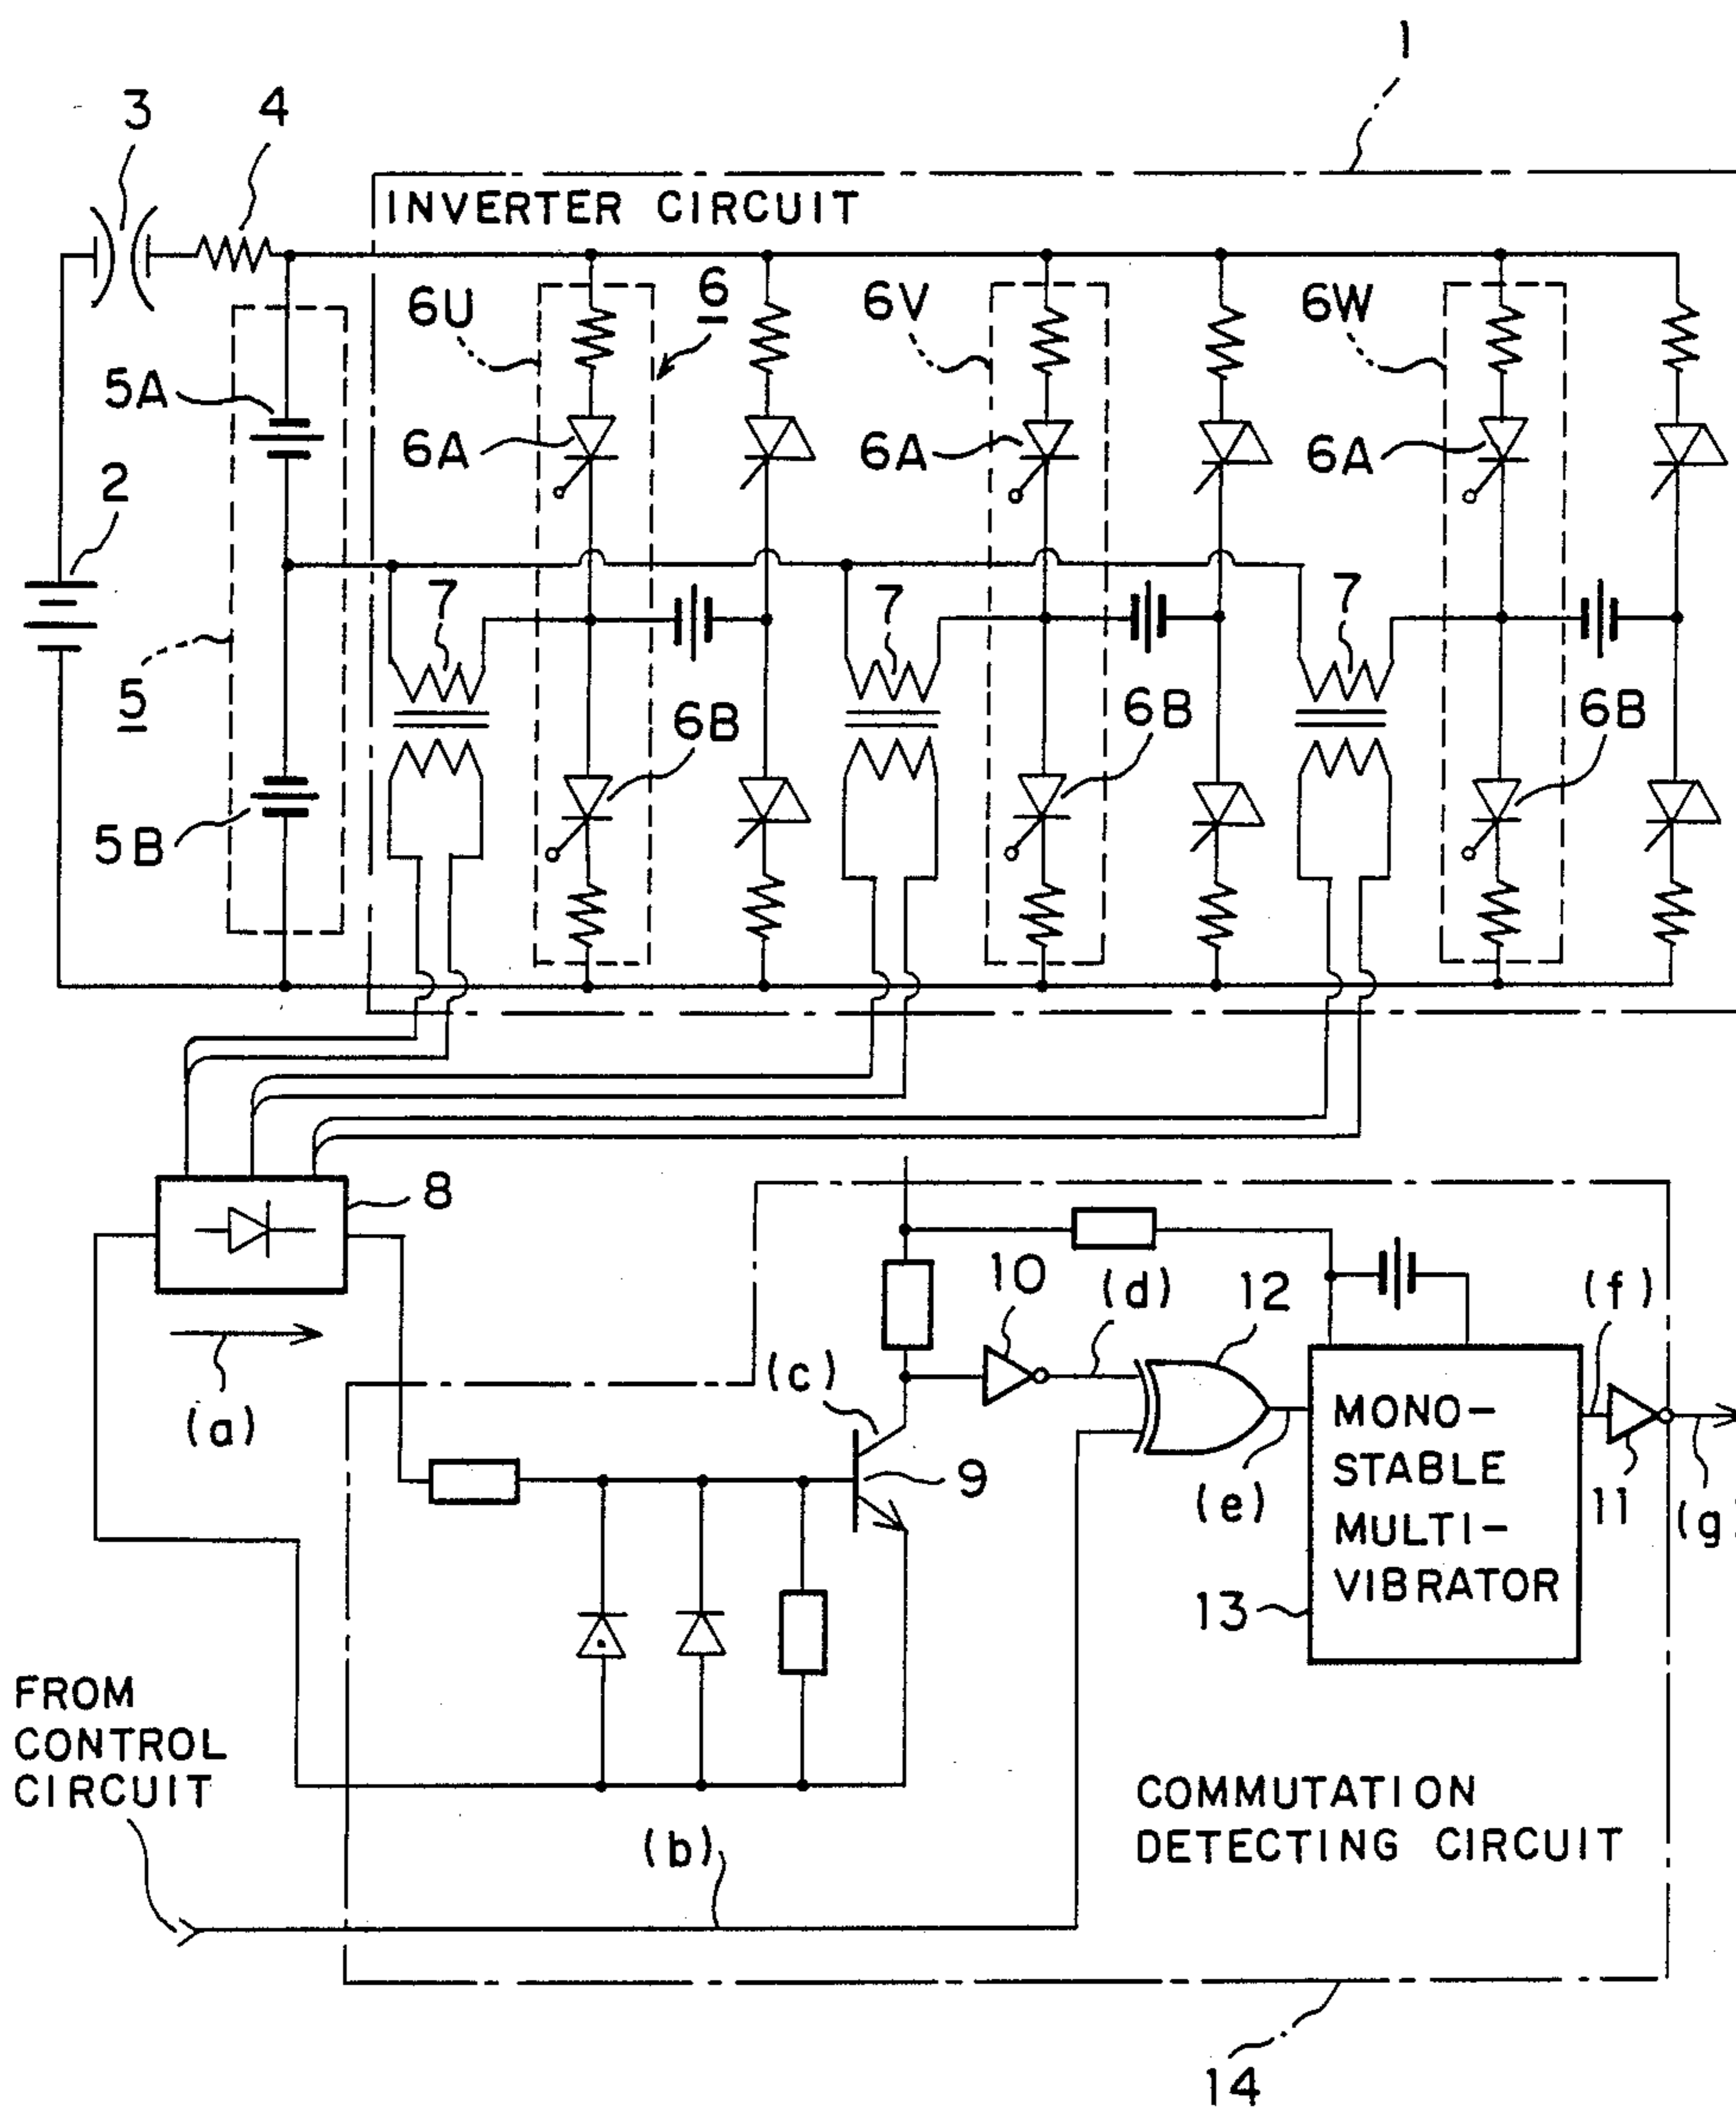 1
3 4
INVERTER CIRCUIT
6U 6 6V 6W
5A
6A 6A 6A
2
7 7 7
5
6B 6B 6B
5B
8
10 (d) 12 (f)
(c)
(a)
MONO-
STABLE
MULTI-
VIBRATOR
9 (e) 11 (g)
13
FROM
CONTROL
CIRCUIT
COMMUTATION
DETECTING CIRCUIT
(b)
14